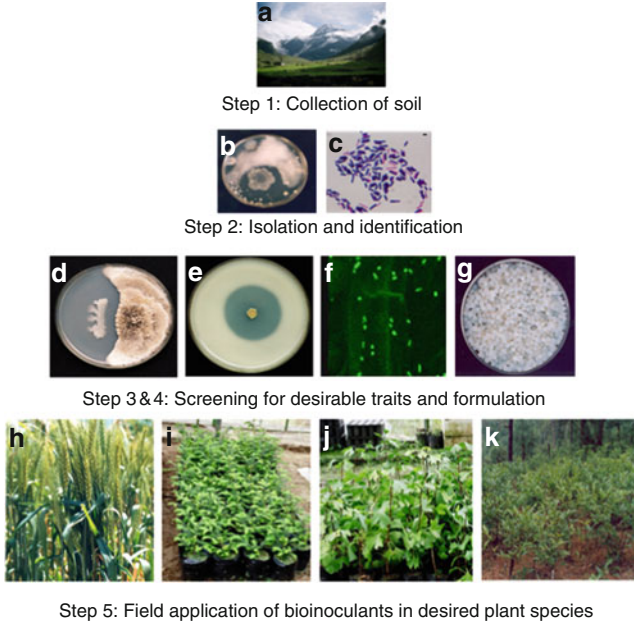 a
Step 1: Collection of soil
b c
Step 2: Isolation and identification
d e f g
Step 3 & 4: Screening for desirable traits and formulation
h i j k
Step 5: Field application of bioinoculants in desired plant species